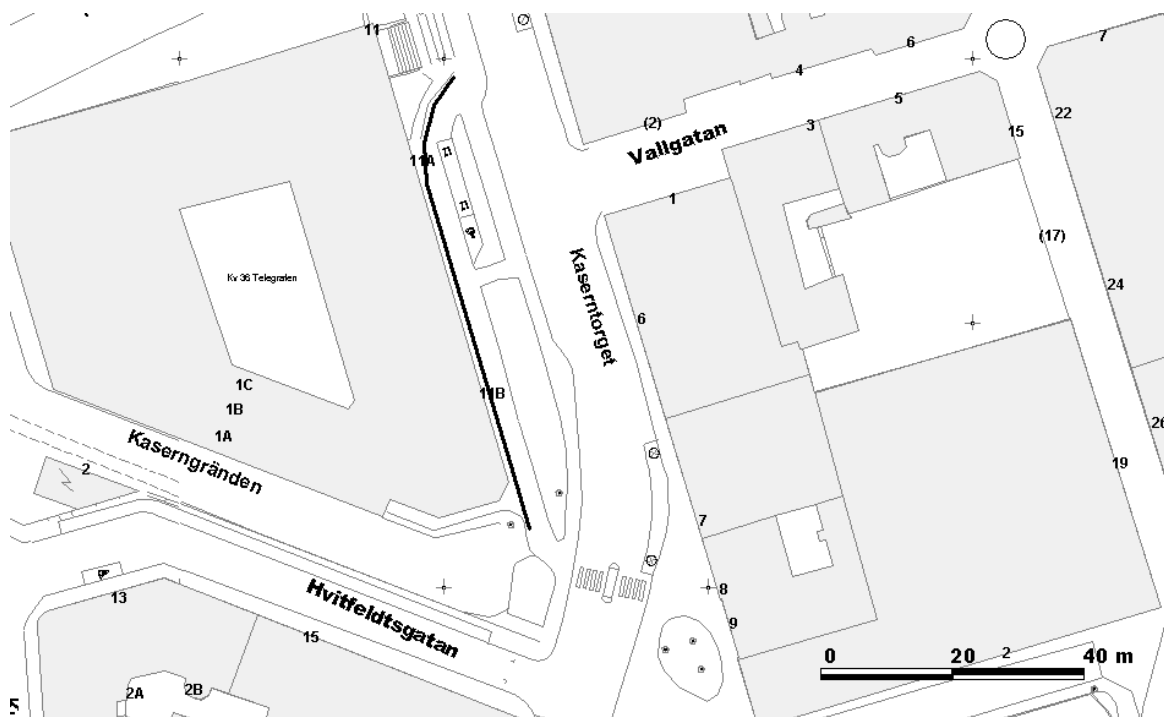 11
6
7
4
5
(2)
Vallgatan
3
22
15
11A
1
(17)
Kv 36 Telegrafen
Kaserntorget
24
6
1C
11B
1B
26
1A
Kaserngränden
2
19
7
13
8
Hvitfeldtsgatan
9
15
2
0 20 40 m
2A
2B